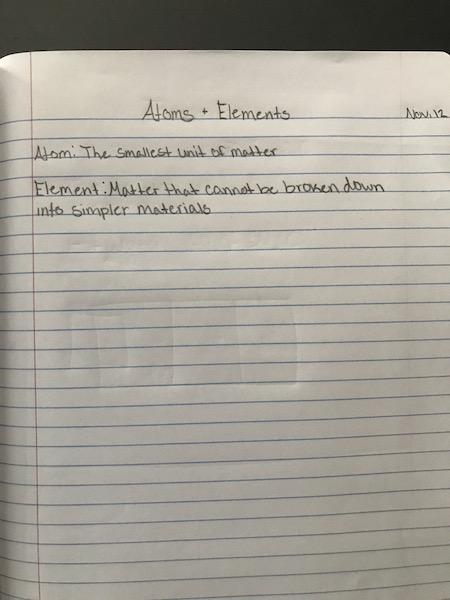 Atoms + Elements
Nov. 12
Atom: The smallest unit of matter
Element: Matter that cannot be broken down
into simpler materials